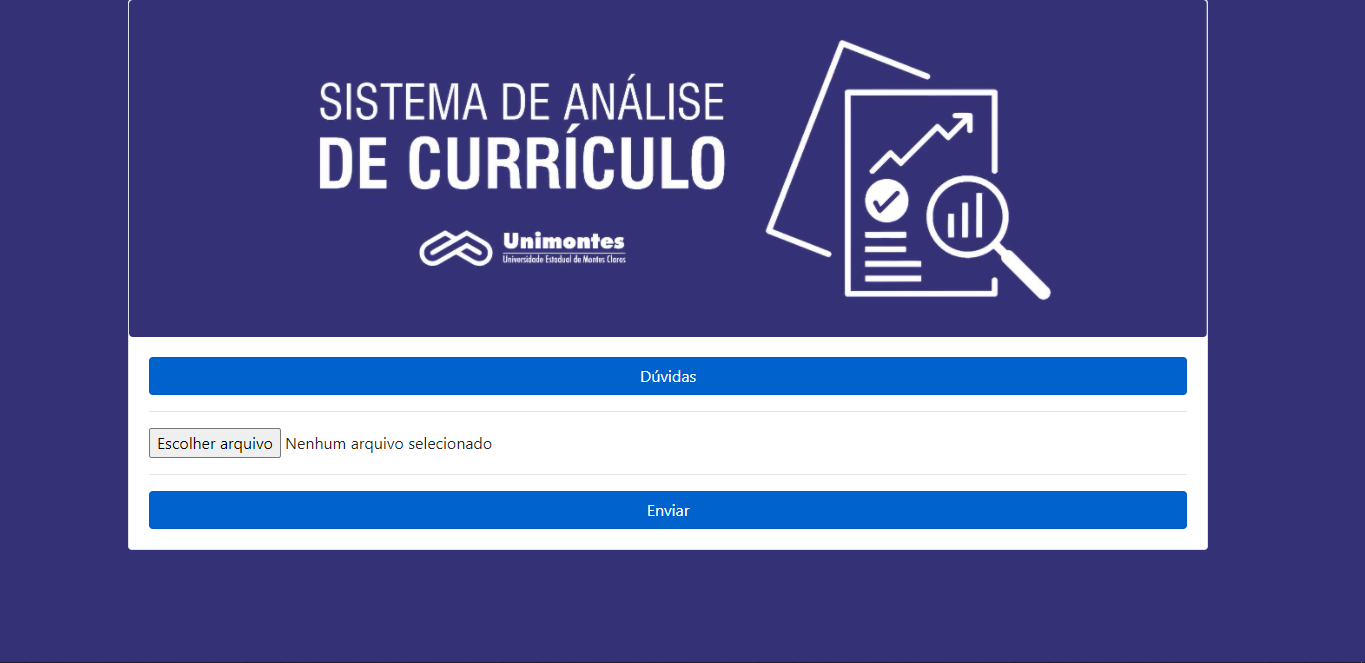 SISTEMA DE ANÁLISE
DE CURRÍCULO
Unimontes
Universidade Estadual de Montes Claros
Dúvidas
Escolher arquivo Nenhum arquivo selecionado
Enviar